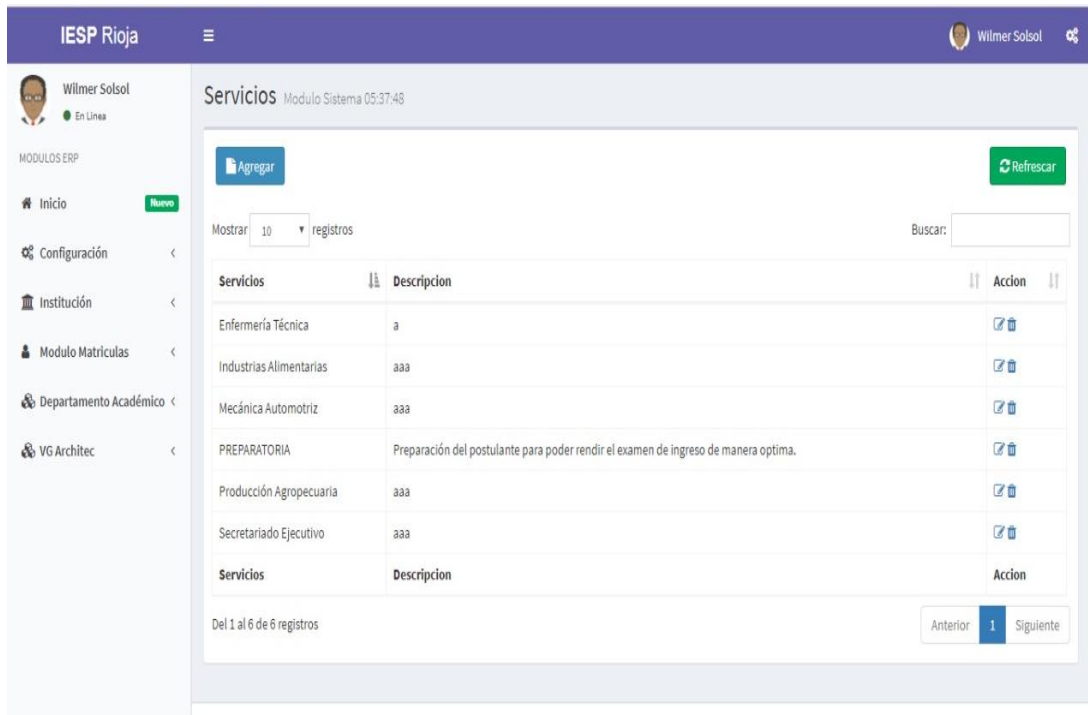 IESP Rioja
Wilmer Solsol
Wilmer Solsol
En Linea
MODULOS ERP
Inicio Nuevo
Configuración
Institución
Modulo Matriculas
Departamento Académico
VG Architec
Servicios Modulo Sistema 05:37:48
Agregar Refrescar
Mostrar 10 registros Buscar:
Servicios Descripcion Accion
Enfermería Técnica a
Industrias Alimentarias aaa
Mecánica Automotriz aaa
PREPARATORIA Preparación del postulante para poder rendir el examen de ingreso de manera optima.
Producción Agropecuaria aaa
Secretariado Ejecutivo aaa
Servicios Descripcion Accion
Del 1 al 6 de 6 registros Anterior 1 Siguiente